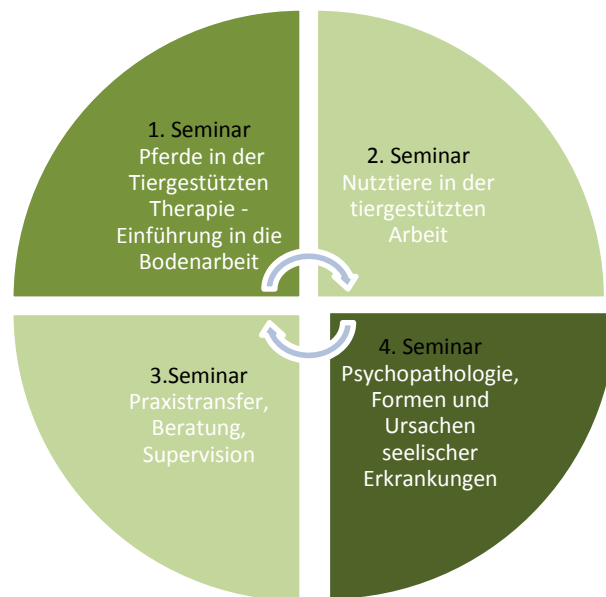 1. Seminar
Pferde in der
Tiergestützten
Therapie -
Einführung in die
Bodenarbeit
2. Seminar
Nutztiere in der
tiergestützten
Arbeit
3.Seminar
Praxistransfer,
Beratung,
Supervision
4. Seminar
Psychopathologie,
Formen und
Ursachen
seelischer
Erkrankungen